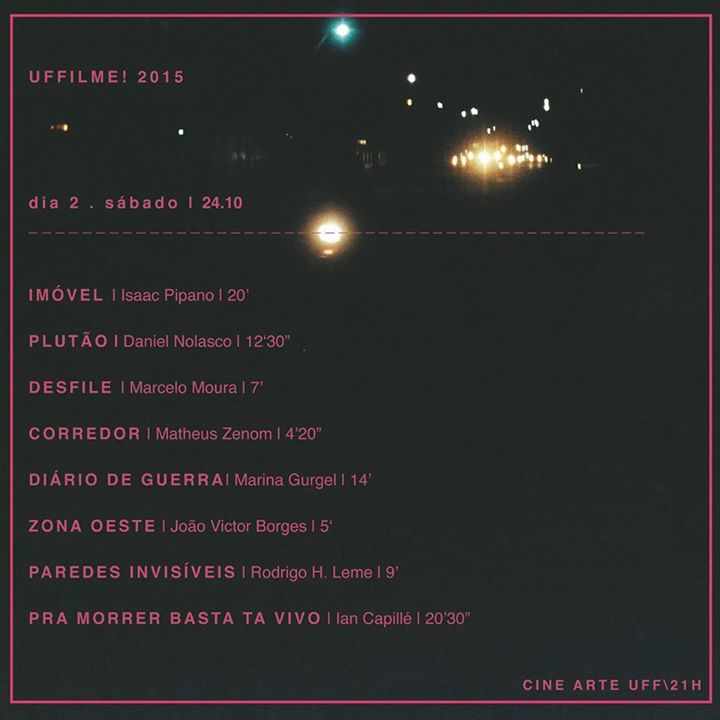 UFFILME! 2015
dia 2 . sábado | 24.10
IMÓVEL | Isaac Pipano | 20'
PLUTÃO | Daniel Nolasco | 12'30”
DESFILE | Marcelo Moura | 7’
CORREDOR | Matheus Zenom | 4’20”
DIÁRIO DE GUERRA| Marina Gurgel | 14’
ZONA OESTE | João Victor Borges | 5‘
PAREDES INVISÍVEIS | Rodrigo H. Leme | 9’
PRA MORRER BASTA TA VIVO | Ian Capillé | 20’30”
CINE ARTE UFF\21H